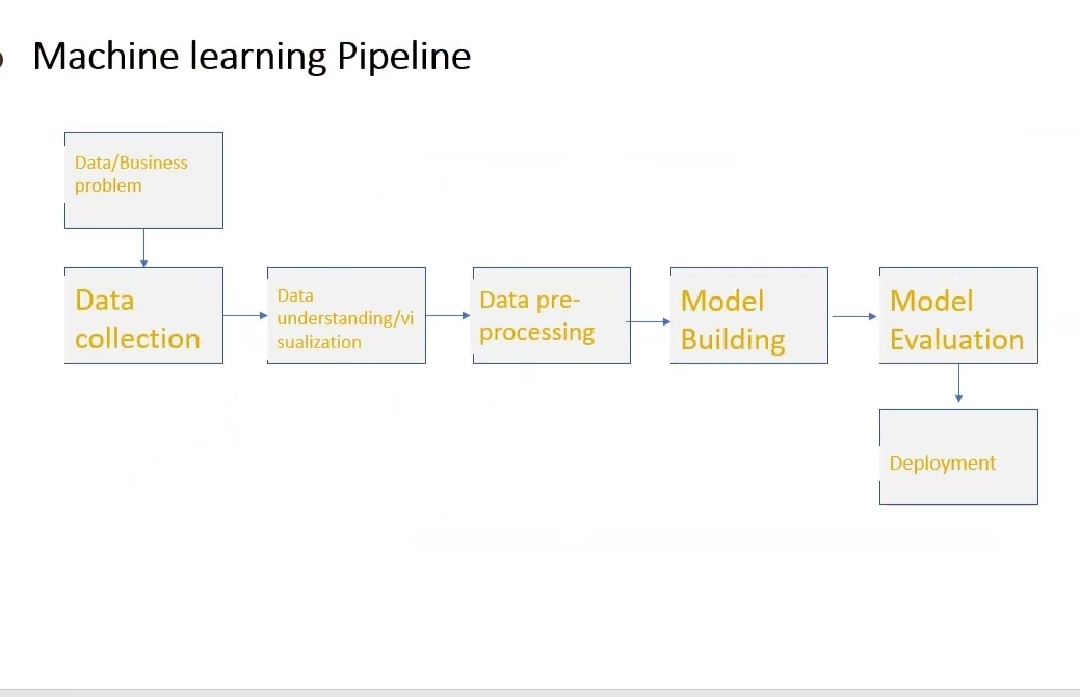 Machine learning Pipeline
Data/Business
problem
Data
collection
Data
understanding/vi
sualization
Data pre-
processing
Model
Building
Model
Evaluation
Deployment